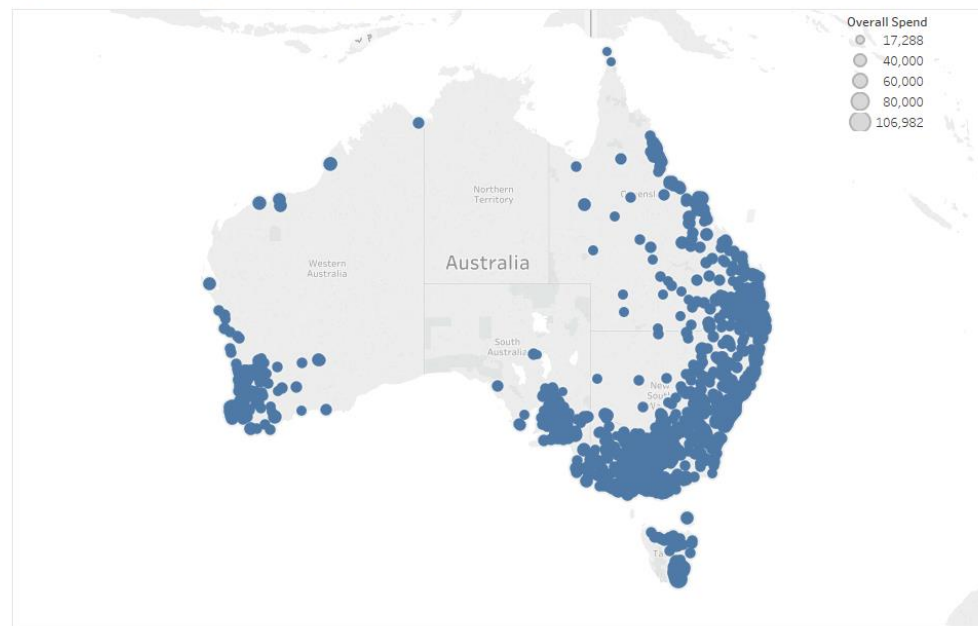 Overall Spend
17,288
40,000
60,000
80,000
106,982
Northern
Territory
Western
Australia
Australia
South
Australia
New